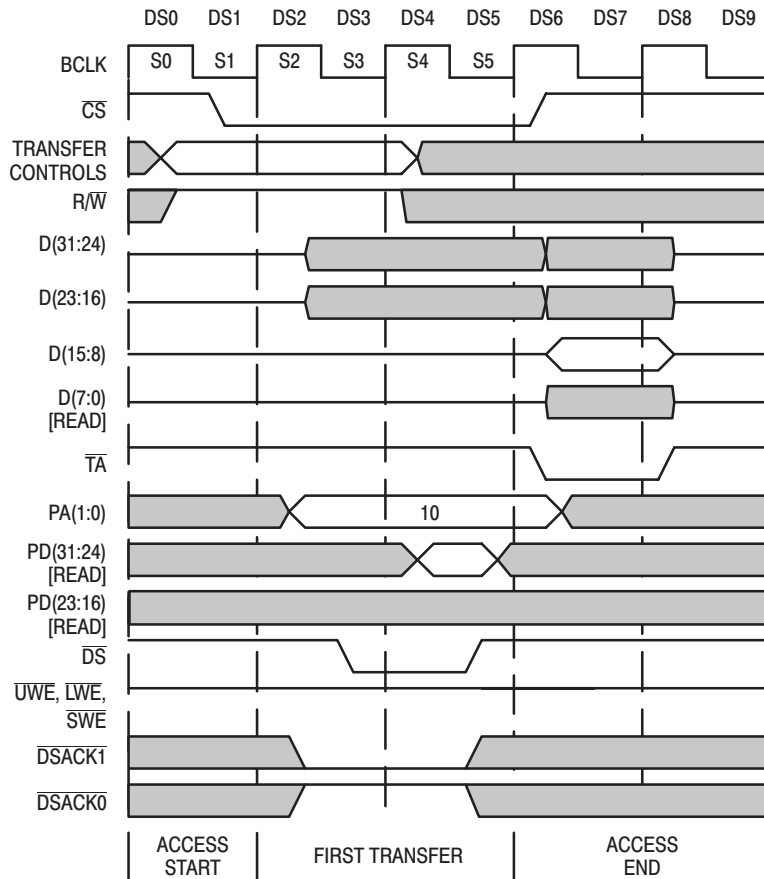 DS0 DS1 DS2 DS3 DS4 DS5 DS6 DS7 DS8 DS9
BCLK S0 S1 S2 S3 S4 S5
CS
TRANSFER
CONTROLS
R/W
D(31:24)
D(23:16)
D(15:8)
D(7:0)
[READ]
TA
PA(1:0) 10
PD(31:24)
[READ]
PD(23:16)
[READ]
DS
UWE, LWE,
SWE
DSACK1
DSACK0
ACCESS
START
FIRST TRANSFER
ACCESS
END